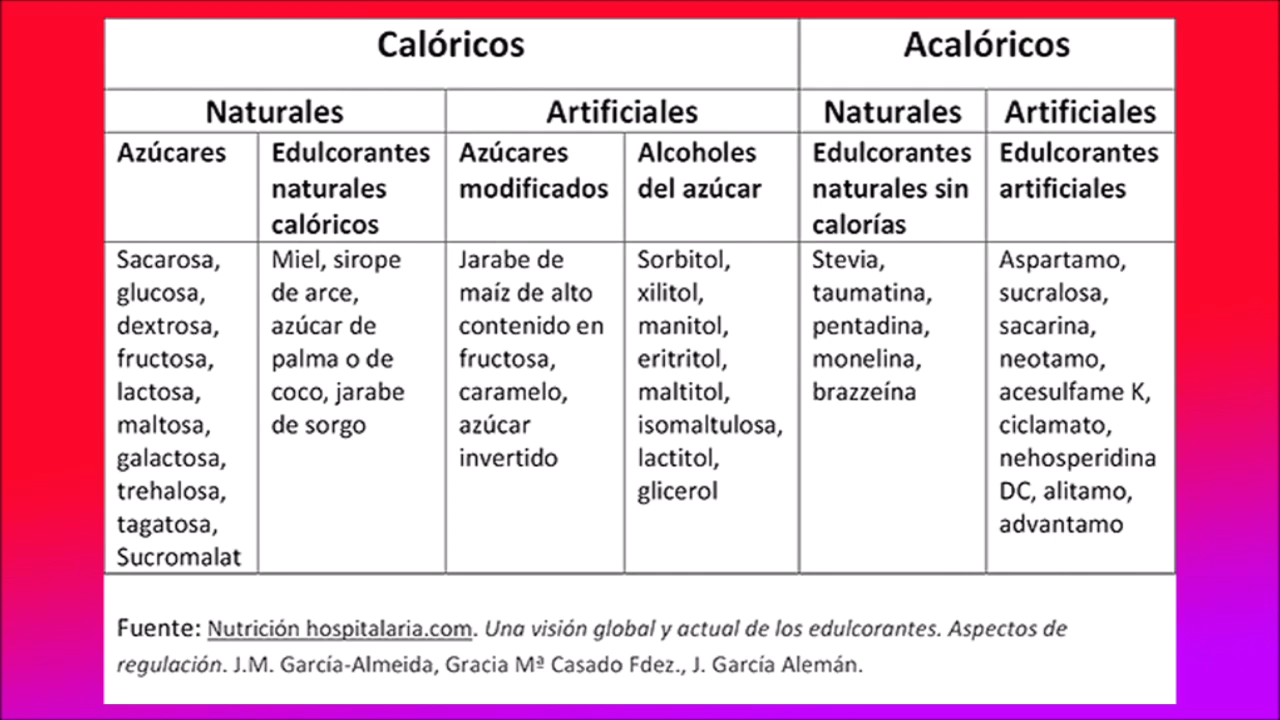 Calóricos
Acalóricos
Naturales
Artificiales
Naturales
Artificiales
Azúcares
Edulcorantes
naturales
calóricos
Azúcares
modificados
Alcoholes
del azúcar
Edulcorantes
naturales sin
calorías
Edulcorantes
artificiales
Sacarosa,
glucosa,
dextrosa,
fructosa,
lactosa,
maltosa,
galactosa,
trehalosa,
tagatosa,
Sucromalat
Miel, sirope
de arce,
azúcar de
palma o de
coco, jarabe
de sorgo
Jarabe de
maíz de alto
contenido en
fructosa,
caramelo,
azúcar
invertido
Sorbitol,
xilitol,
manitol,
eritritol,
maltitol,
isomaltulosa,
lactitol,
glicerol
Stevia,
taumatina,
pentadina,
monelina,
brazzeína
Aspartamo,
sucralosa,
sacarina,
neotamo,
acesulfame K,
ciclamato,
nehosperidina
DC, alitamo,
advantamo
Fuente: Nutrición hospitalaria.com. Una visión global y actual de los edulcorantes. Aspectos de
regulación. J.M. García-Almeida, Gracia Mª Casado Fdez., J. García Alemán.